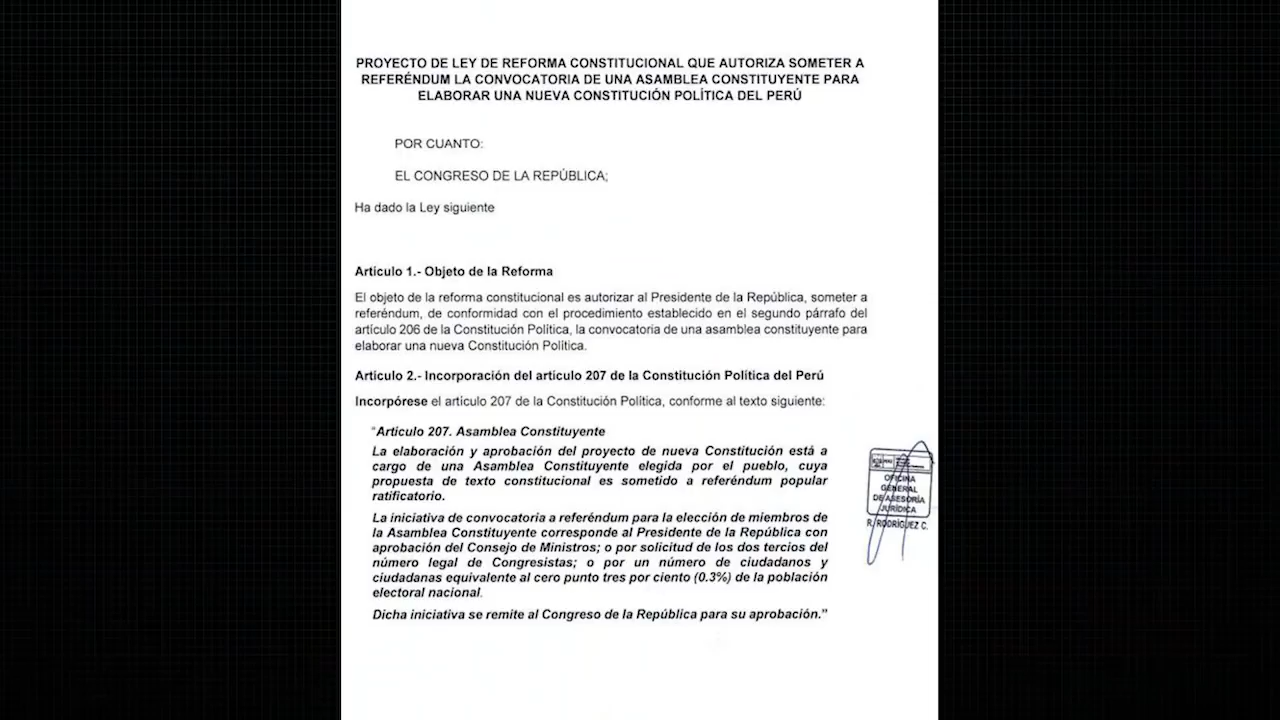 PROYECTO DE LEY DE REFORMA CONSTITUCIONAL QUE AUTORIZA SOMETER A
REFERÉNDUM LA CONVOCATORIA DE UNA ASAMBLEA CONSTITUYENTE PARA
ELABORAR UNA NUEVA CONSTITUCIÓN POLÍTICA DEL PERÚ
POR CUANTO:
EL CONGRESO DE LA REPÚBLICA;
Ha dado la Ley siguiente
Artículo 1.- Objeto de la Reforma
El objeto de la reforma constitucional es autorizar al Presidente de la República, someter a
referéndum, de conformidad con el procedimiento establecido en el segundo párrafo del
artículo 206 de la Constitución Política, la convocatoria de una asamblea constituyente para
elaborar una nueva Constitución Política.
Artículo 2.- Incorporación del artículo 207 de la Constitución Política del Perú
Incorpórese el artículo 207 de la Constitución Política, conforme al texto siguiente:
“Artículo 207. Asamblea Constituyente
La elaboración y aprobación del proyecto de nueva Constitución está a
cargo de una Asamblea Constituyente elegida por el pueblo, cuya
propuesta de texto constitucional es sometido a referéndum popular
ratificatorio.
La iniciativa de convocatoria a referéndum para la elección de miembros de
la Asamblea Constituyente corresponde al Presidente de la República con
aprobación del Consejo de Ministros; o por solicitud de los dos tercios del
número legal de Congresistas; o por un número de ciudadanos y
ciudadanas equivalente al cero punto tres por ciento (0.3%) de la población
electoral nacional.
Dicha iniciativa se remite al Congreso de la República para su aprobación.”
OFICINA
GENERAL
DE ASESORÍA
JURÍDICA
R. RODRÍGUEZ C.